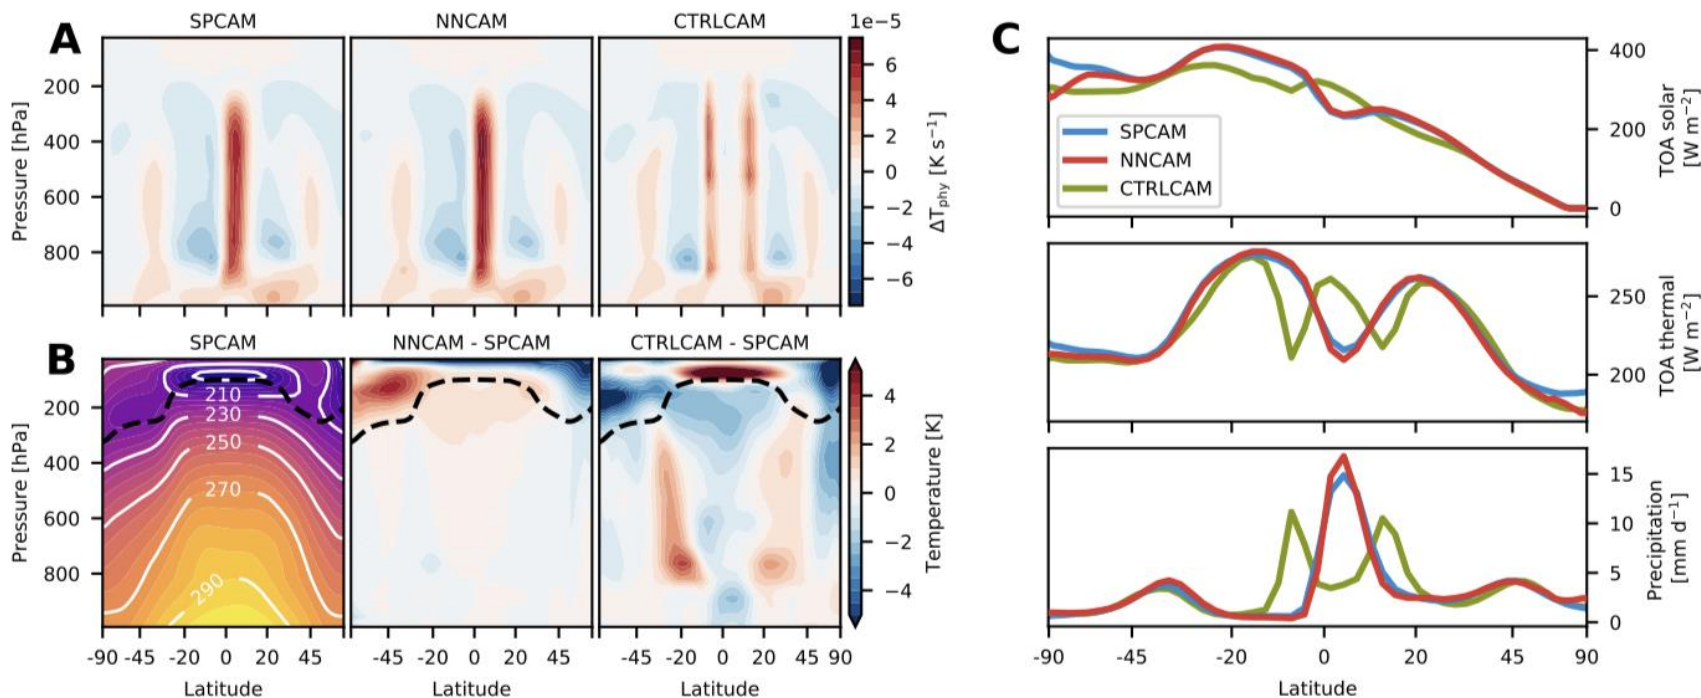 A
SPCAM
NNCAM
CTRLCAM
1e−5
Pressure [hPa]
200
400
600
800
6
4
2
0
−2
−4
−6
ΔTphy [K s−1]
B
SPCAM
NNCAM - SPCAM
CTRLCAM - SPCAM
Pressure [hPa]
200
400
600
800
210
230
250
270
290
4
2
0
−2
−4
Temperature [K]
-90 -45 -20 0 20 45
-45 -20 0 20 45
-45 -20 0 20 45 90
Latitude
Latitude
Latitude
C
SPCAM
NNCAM
CTRLCAM
400
200
0
TOA solar
[W m−2]
250
200
TOA thermal
[W m−2]
15
10
5
0
Precipitation
[mm d−1]
-90 -45 -20 0 20 45 90
Latitude